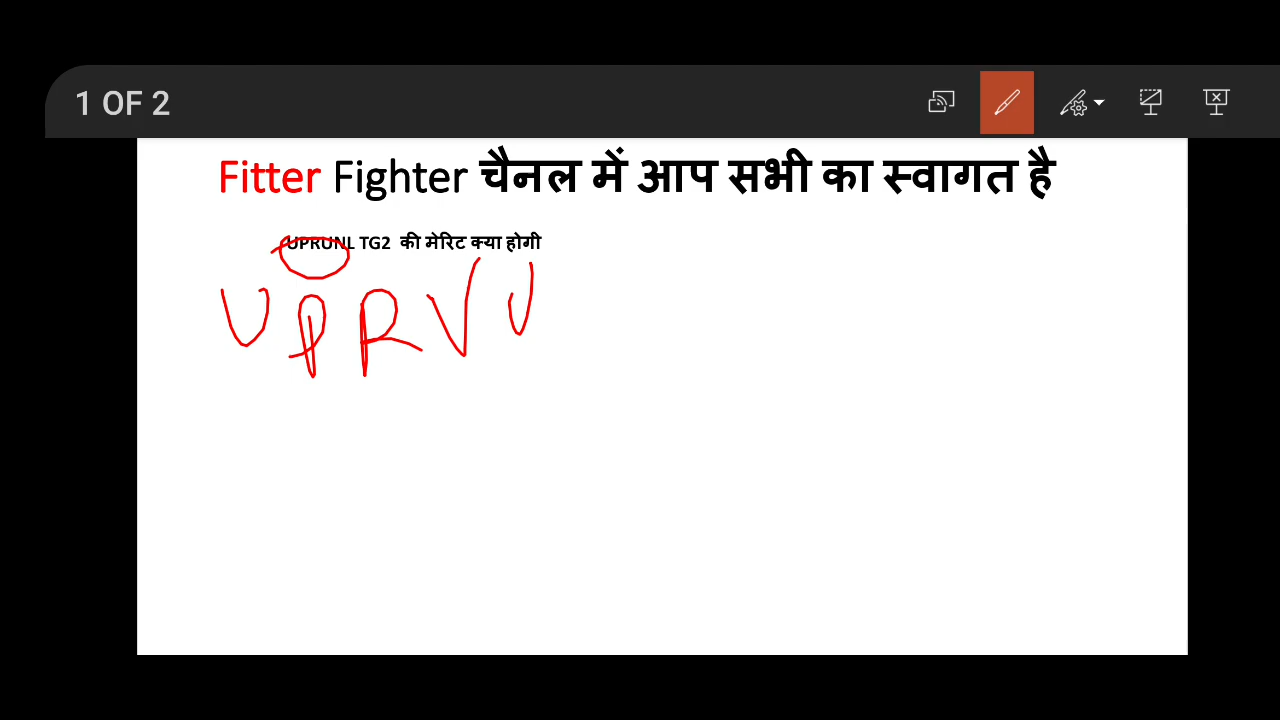 1 OF 2
Fitter Fighter चैनल में आप सभी का स्वागत है
UPRUNL TG2 की मेरिट क्या होगी
UPRVU